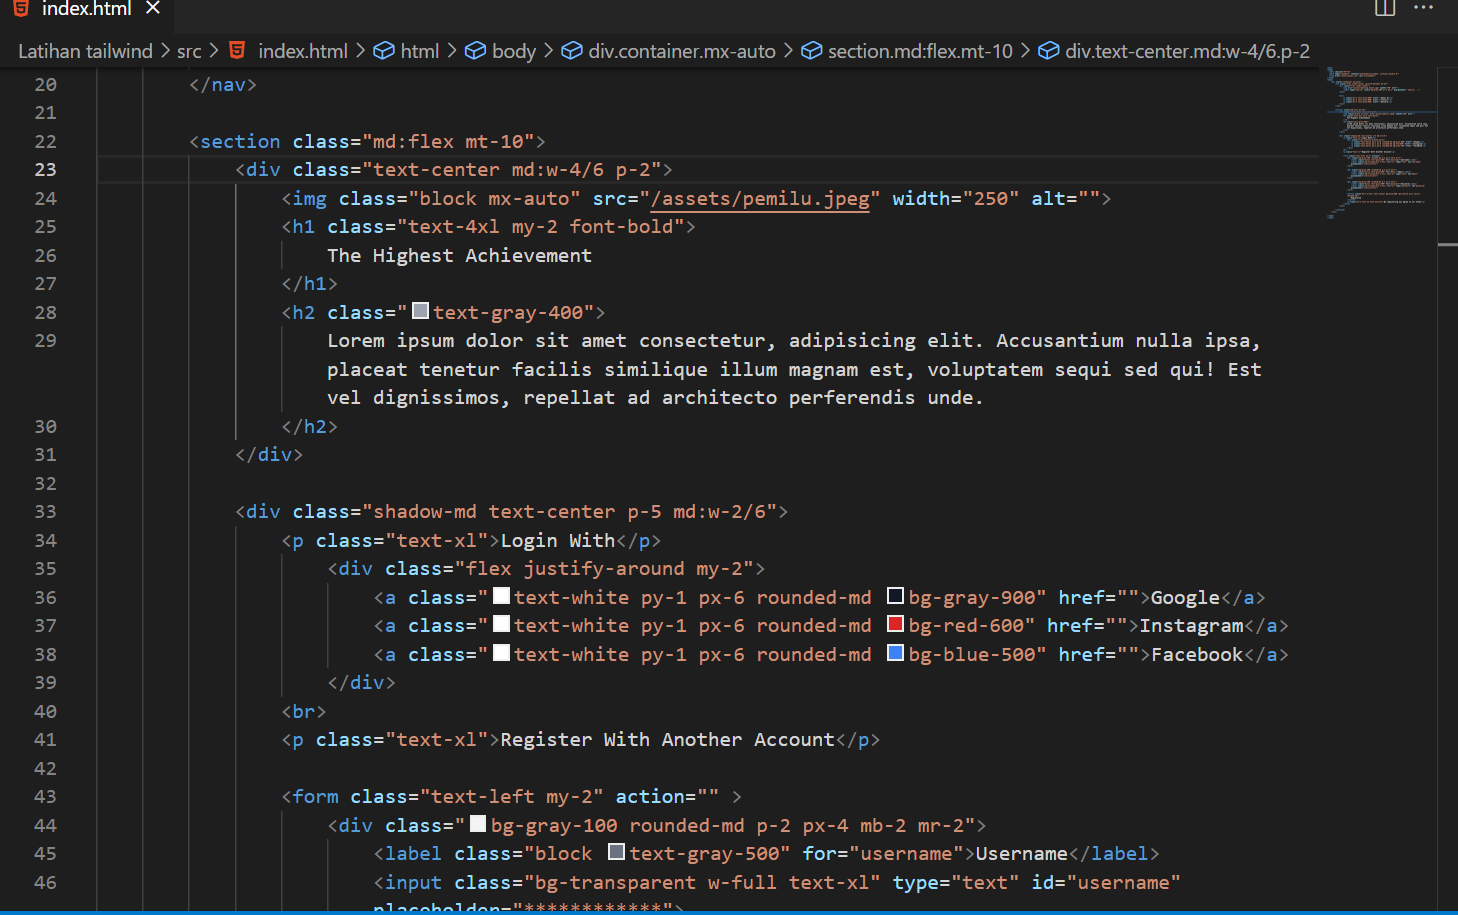 index.html
Latihan tailwind > src > index.html > html > body > div.container.mx-auto > section.md:flex.mt-10 > div.text-center.md:w-4/6.p-2
20 </nav>
21
22 <section class="md:flex mt-10">
23 <div class="text-center md:w-4/6 p-2">
24 <img class="block mx-auto" src="/assets/pemilu.jpeg" width="250" alt="">
25 <h1 class="text-4xl my-2 font-bold">
26 The Highest Achievement
27 </h1>
28 <h2 class="text-gray-400">
29 Lorem ipsum dolor sit amet consectetur, adipisicing elit. Accusantium nulla ipsa,
placeat tenetur facilis similique illum magnam est, voluptatem sequi sed qui! Est
vel dignissimos, repellat ad architecto perferendis unde.
30 </h2>
31 </div>
32
33 <div class="shadow-md text-center p-5 md:w-2/6">
34 <p class="text-xl">Login With</p>
35 <div class="flex justify-around my-2">
36 <a class="text-white py-1 px-6 rounded-md bg-gray-900" href="">Google</a>
37 <a class="text-white py-1 px-6 rounded-md bg-red-600" href="">Instagram</a>
38 <a class="text-white py-1 px-6 rounded-md bg-blue-500" href="">Facebook</a>
39 </div>
40 <br>
41 <p class="text-xl">Register With Another Account</p>
42
43 <form class="text-left my-2" action="" >
44 <div class="bg-gray-100 rounded-md p-2 px-4 mb-2 mr-2">
45 <label class="block text-gray-500" for="username">Username</label>
46 <input class="bg-transparent w-full text-xl" type="text" id="username"
placeholder="************">